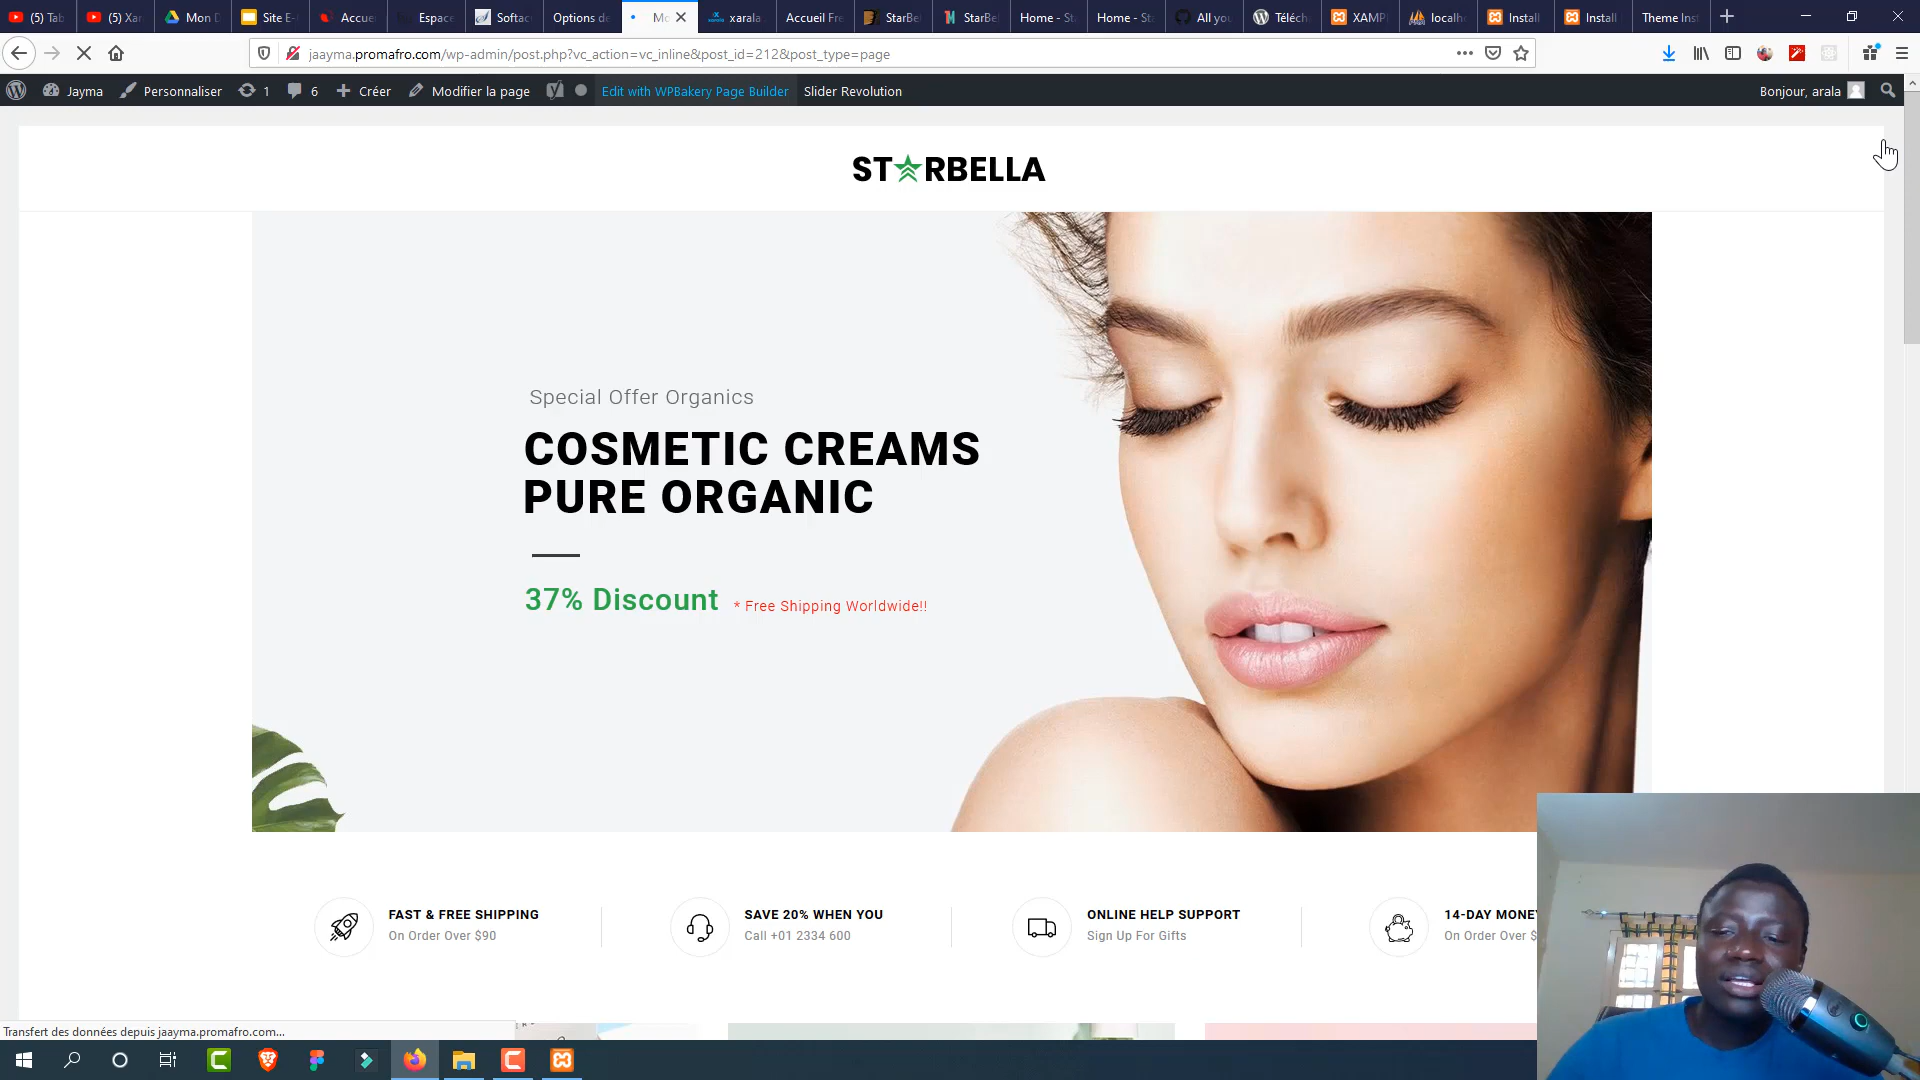 (5) Tab
(5) Xar
Mon D
Site E-
Accue
Espace
Softac
Options de
Mo
xarala
Accueil Fre
StarBel
StarBel
Home - St
Home - St
All you
Téléch
XAMP
localh
Install
Install
Theme Inst
jaayma.promafro.com/wp-admin/post.php?vc_action=vc_inline&post_id=212&post_type=page
Jayma
Personnaliser
1
6
Créer
Modifier la page
Edit with WPBakery Page Builder
Slider Revolution
Bonjour, arala
ST RBELLA
Special Offer Organics
COSMETIC CREAMS
PURE ORGANIC
37% Discount * Free Shipping Worldwide!!
FAST & FREE SHIPPING
On Order Over $90
SAVE 20% WHEN YOU
Call +01 2334 600
ONLINE HELP SUPPORT
Sign Up For Gifts
14-DAY MONEY
On Order Over $
Transfert des données depuis jaayma.promafro.com...